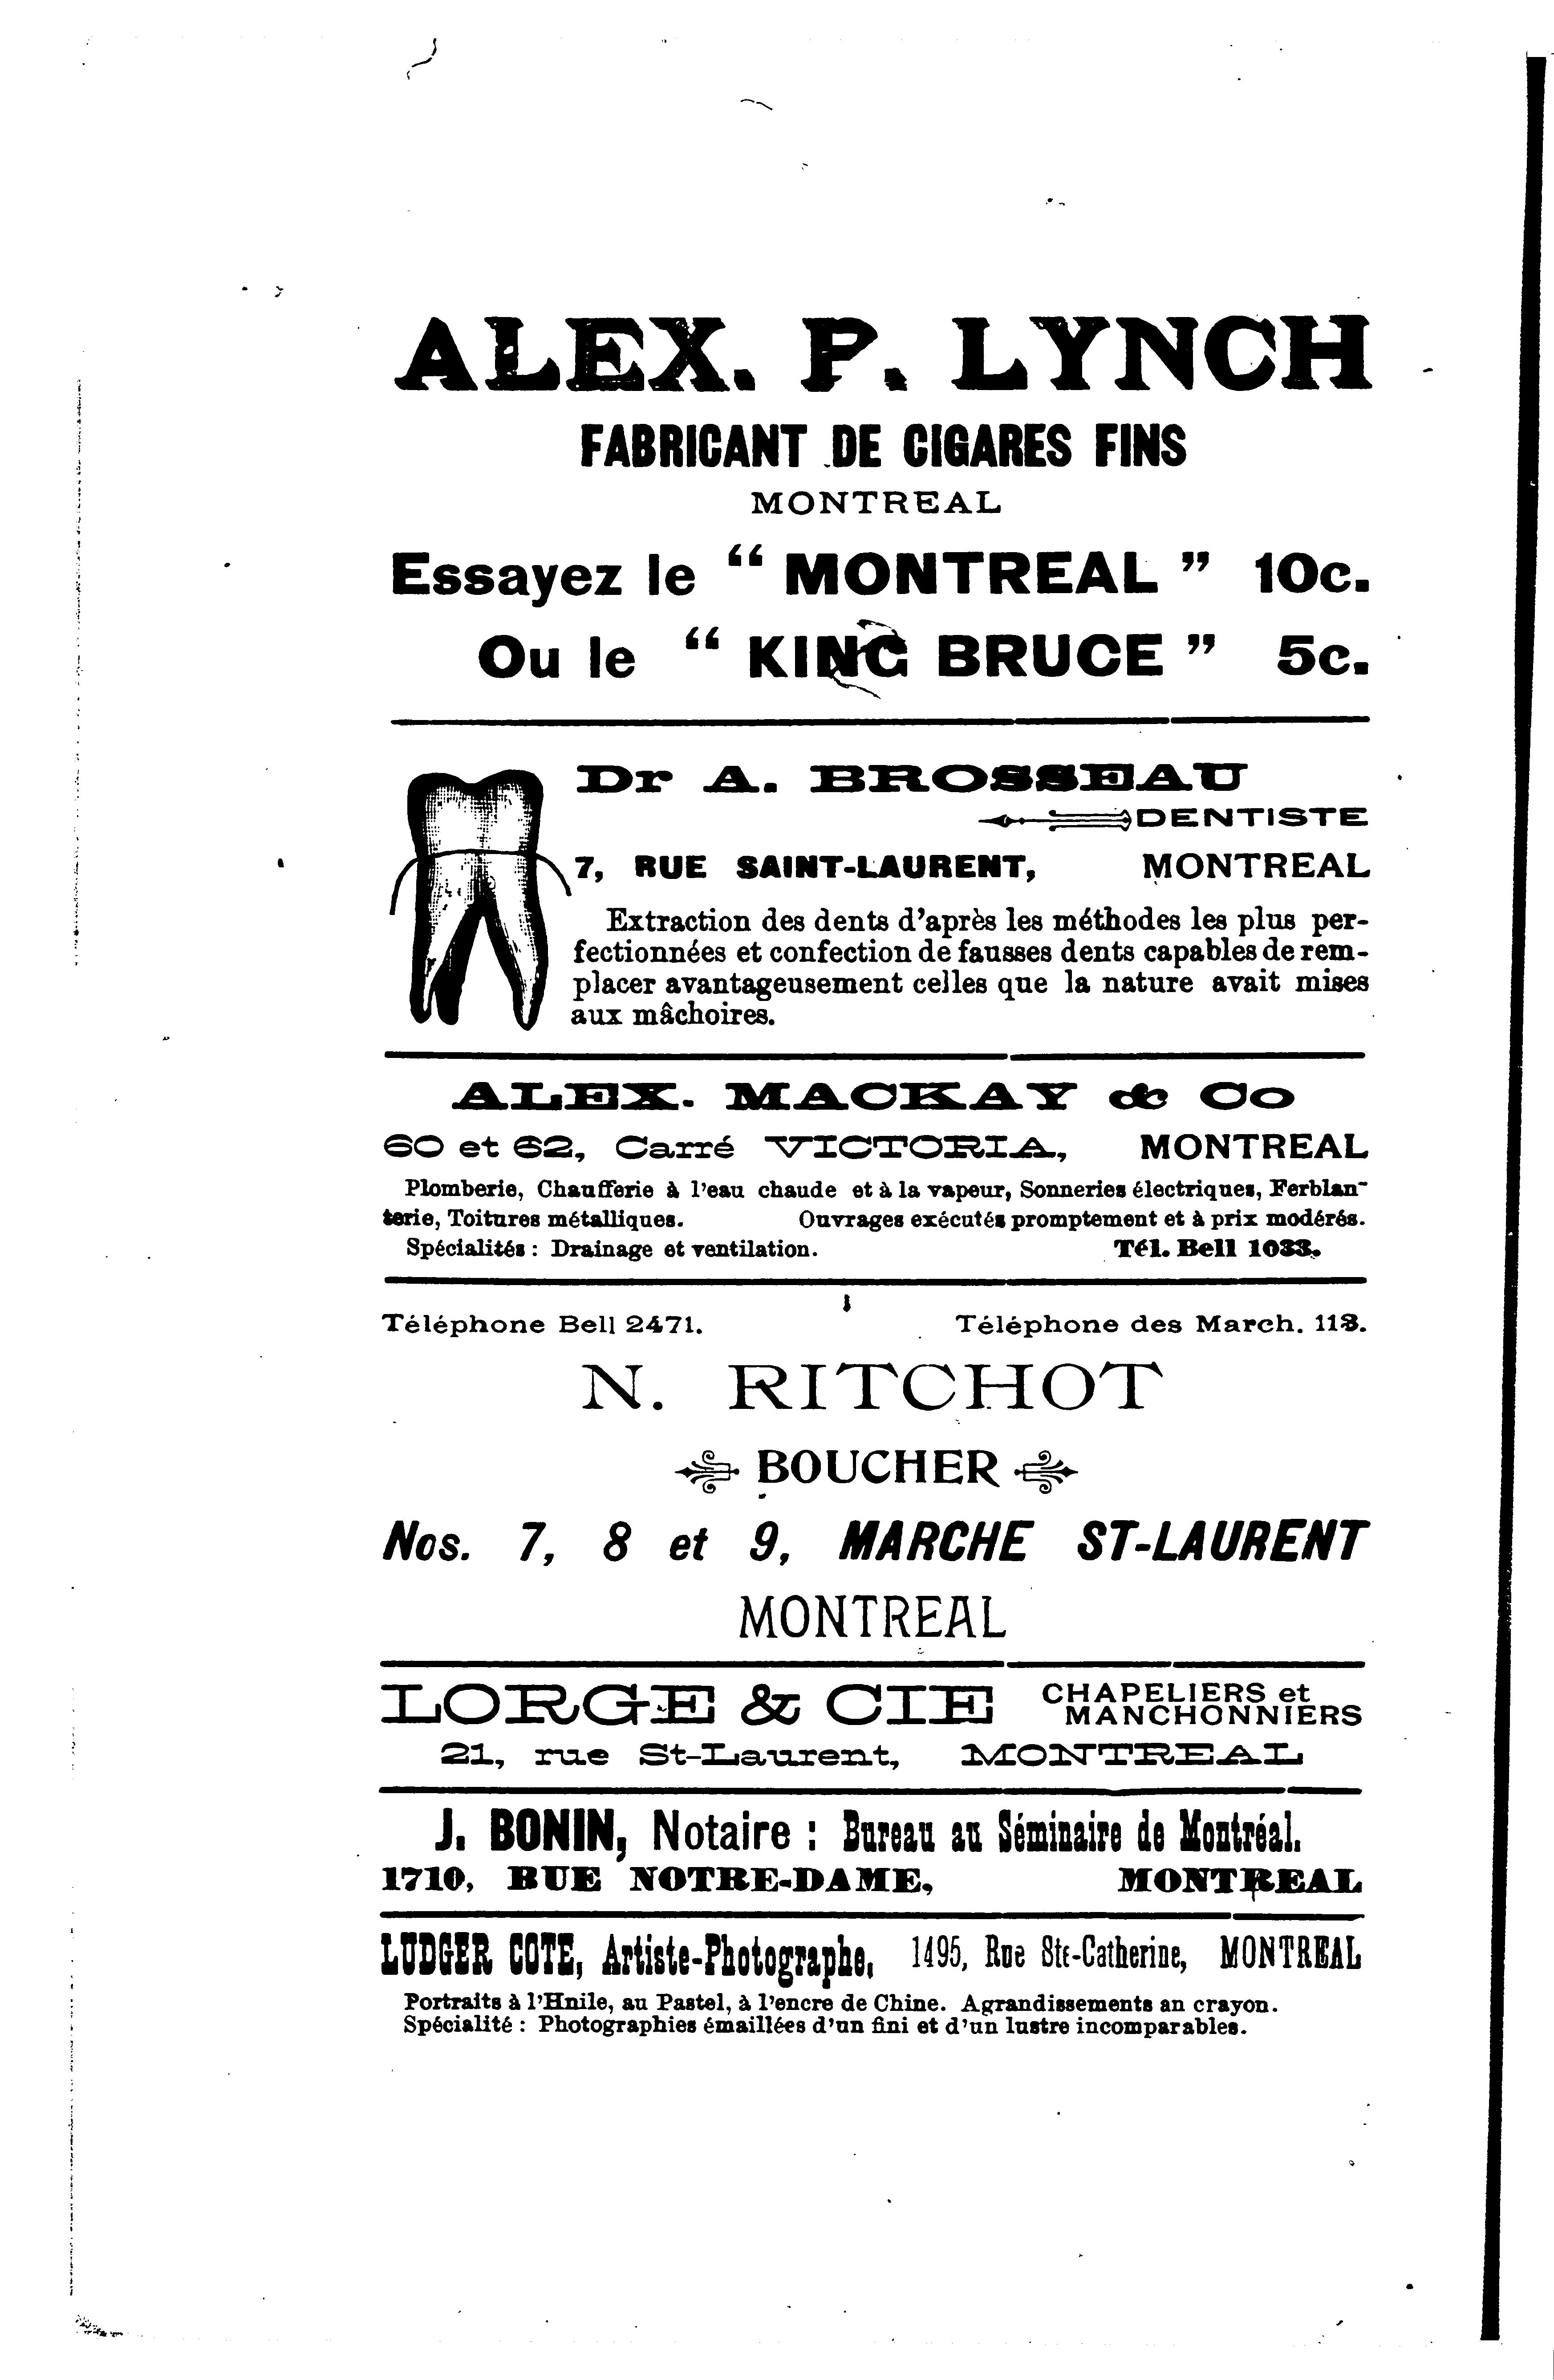 ALEX. P. LYNCH
FABRICANT DE CIGARES FINS
MONTREAL
Essayez le “ MONTREAL ” 10c.
Ou le “ KING BRUCE ” 5c.
Dr A. BROSSEAU
DENTISTE
7, RUE SAINT-LAURENT, MONTREAL
Extraction des dents d’après les méthodes les plus per-
fectionnées et confection de fausses dents capables de rem-
placer avantageusement celles que la nature avait mises
aux mâchoires.
ALEX. MACKAY & Co
60 et 62, Carré VICTORIA, MONTREAL
Plomberie, Chaufferie à l’eau chaude et à la vapeur, Sonneries électriques, Ferblan-
terie, Toitures métalliques. Ouvrages exécutés promptement et à prix modérés.
Spécialités : Drainage et ventilation. Tél. Bell 1033.
Téléphone Bell 2471. Téléphone des March. 113.
N. RITCHOT
BOUCHER
Nos. 7, 8 et 9, MARCHE ST-LAURENT
MONTREAL
LORGE & CIE CHAPELIERS et
MANCHONNIERS
21, rue St-Laurent, MONTREAL
J. BONIN, Notaire : Bureau au Séminaire de Montréal.
1710, RUE NOTRE-DAME, MONTREAL
LUDGER COTE, Artiste-Photographe, 1495, Rue Ste-Catherine, MONTREAL
Portraits à l’Hnile, au Pastel, à l’encre de Chine. Agrandissements an crayon.
Spécialité : Photographies émaillées d’un fini et d’un lustre incomparables.